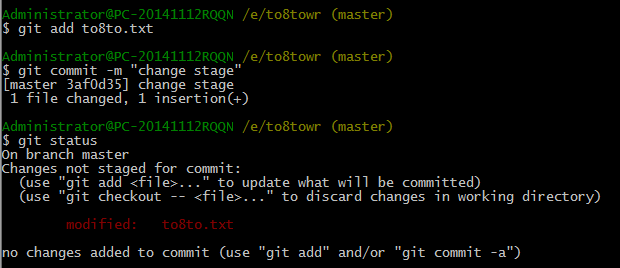 Administrator@PC-20141112RQQN /e/to8towr (master)
$ git add to8to.txt
Administrator@PC-20141112RQQN /e/to8towr (master)
$ git commit -m "change stage"
[master 3af0d35] change stage
 1 file changed, 1 insertion(+)
Administrator@PC-20141112RQQN /e/to8towr (master)
$ git status
On branch master
Changes not staged for commit:
  (use "git add <file>..." to update what will be committed)
  (use "git checkout -- <file>..." to discard changes in working directory)
        modified:   to8to.txt
no changes added to commit (use "git add" and/or "git commit -a")